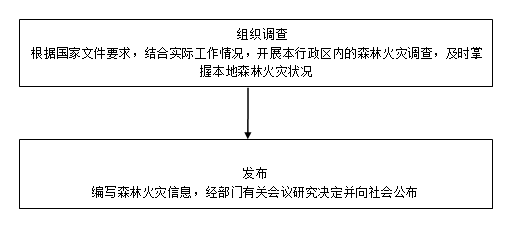 组织调查
根据国家文件要求，结合实际工作情况，开展本行政区内的森林火灾调查，及时掌
握本地森林火灾状况
发布
编写森林火灾信息，经部门有关会议研究决定并向社会公布